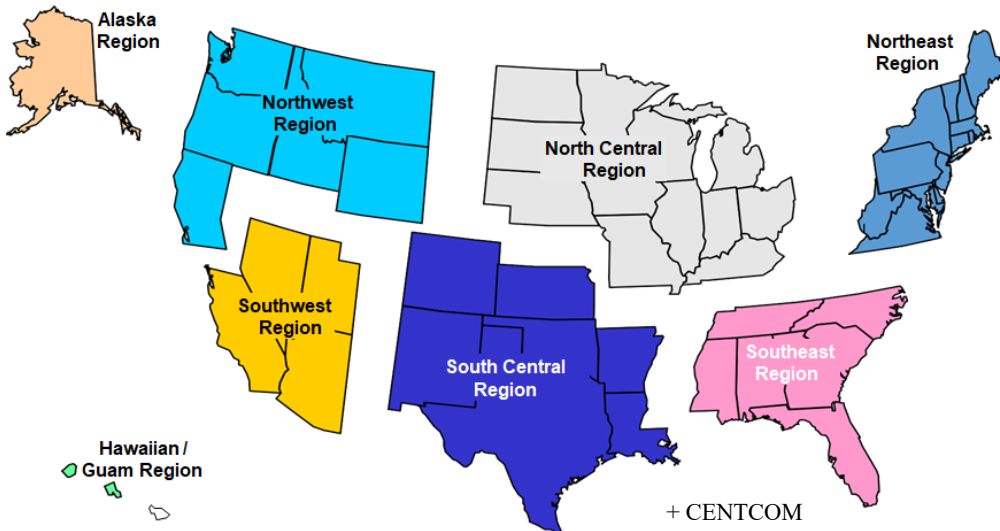 Alaska
Region
Northwest
Region
North Central
Region
Northeast
Region
Southwest
Region
South Central
Region
Southeast
Region
Hawaiian /
Guam Region
+ CENTCOM